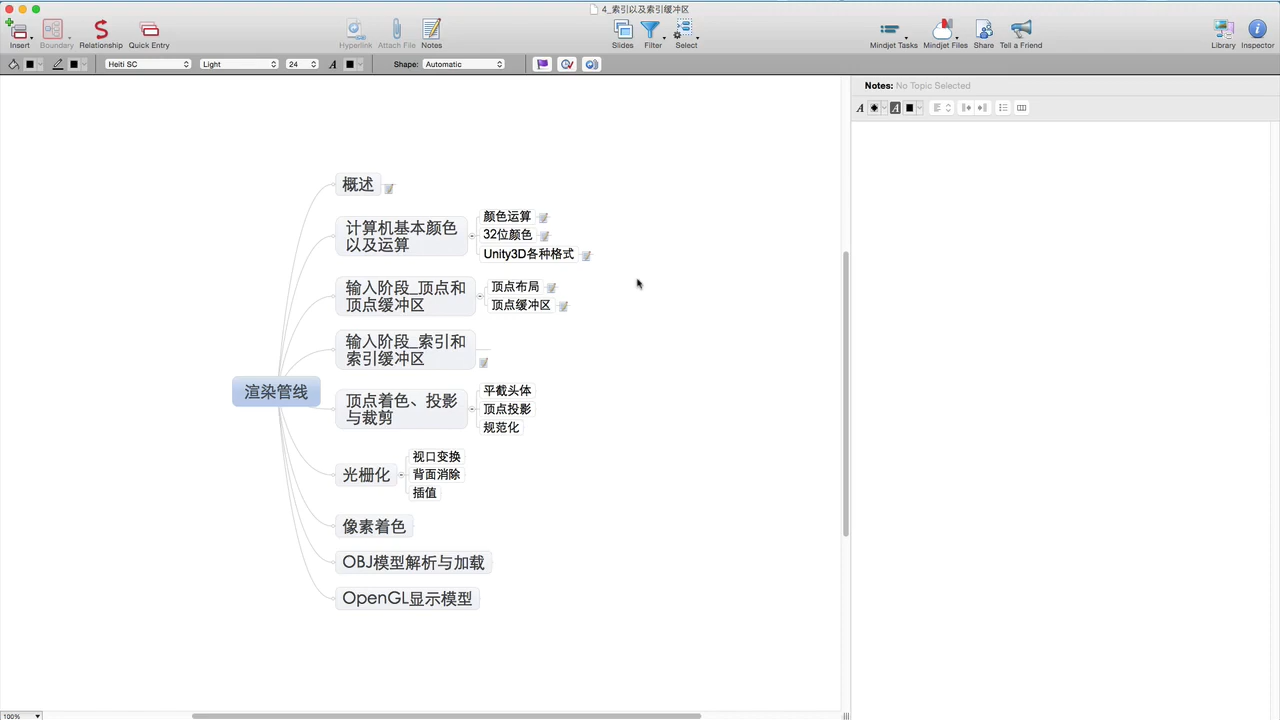 4_索引以及索引缓冲区
Insert
Boundary
Relationship
Quick Entry
Hyperlink
Attach File
Notes
Slides
Filter
Select
Mindjet Tasks
Mindjet Files
Share
Tell a Friend
Library
Inspector
Heiti SC
Light
24
A
Shape:
Automatic
Notes: No Topic Selected
A
A
概述
计算机基本颜色
以及运算
颜色运算
32位颜色
Unity3D各种格式
输入阶段_顶点和
顶点缓冲区
顶点布局
顶点缓冲区
输入阶段_索引和
索引缓冲区
渲染管线
顶点着色、投影
与裁剪
平截头体
顶点投影
规范化
光栅化
视口变换
背面消除
插值
像素着色
OBJ模型解析与加载
OpenGL显示模型
100%